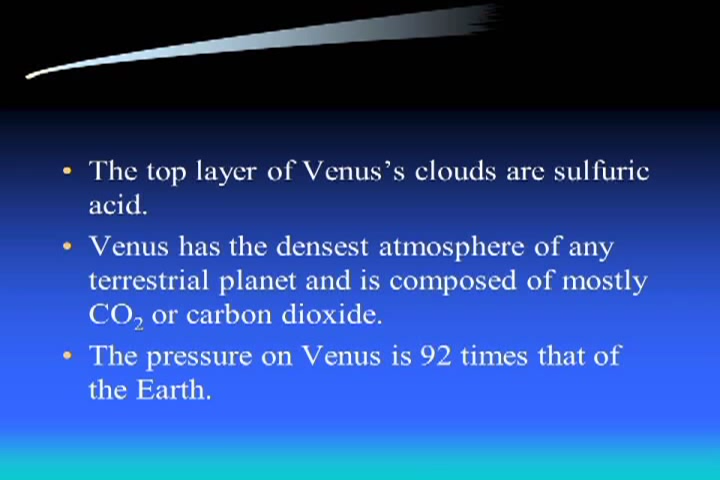 • The top layer of Venus's clouds are sulfuric
acid.
• Venus has the densest atmosphere of any
terrestrial planet and is composed of mostly
CO₂ or carbon dioxide.
• The pressure on Venus is 92 times that of
the Earth.